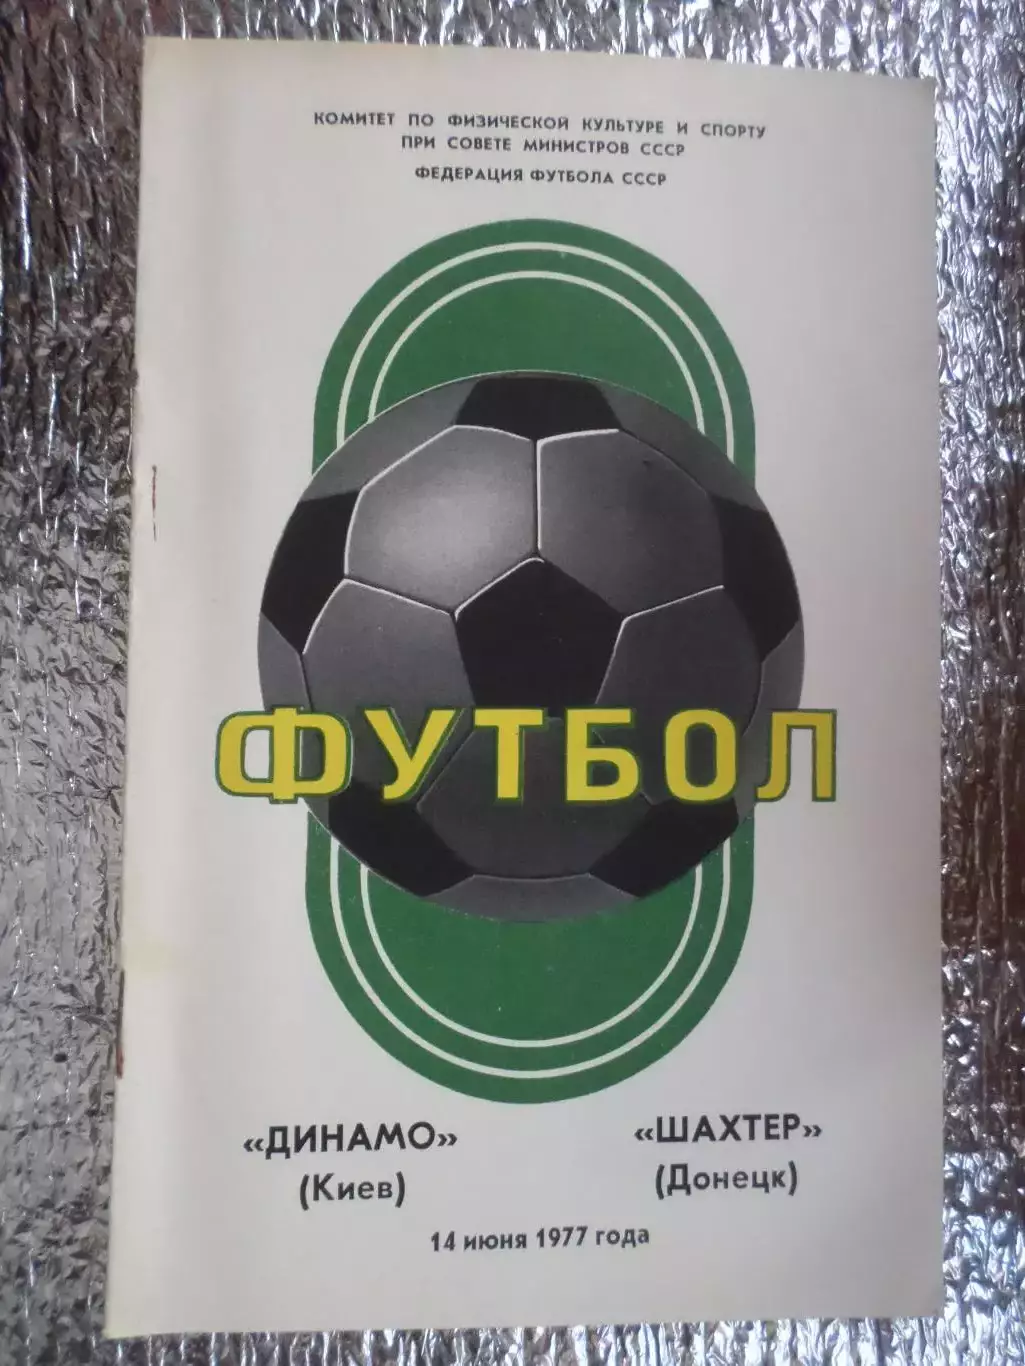 КОМИТЕТ ПО ФИЗИЧЕСКОЙ КУЛЬТУРЕ И СПОРТУ
ПРИ СОВЕТЕ МИНИСТРОВ СССР
ФЕДЕРАЦИЯ ФУТБОЛА СССР
ФУТБОЛ
«ДИНАМО»
(Киев)
«ШАХТЕР»
(Донецк)
14 июня 1977 года